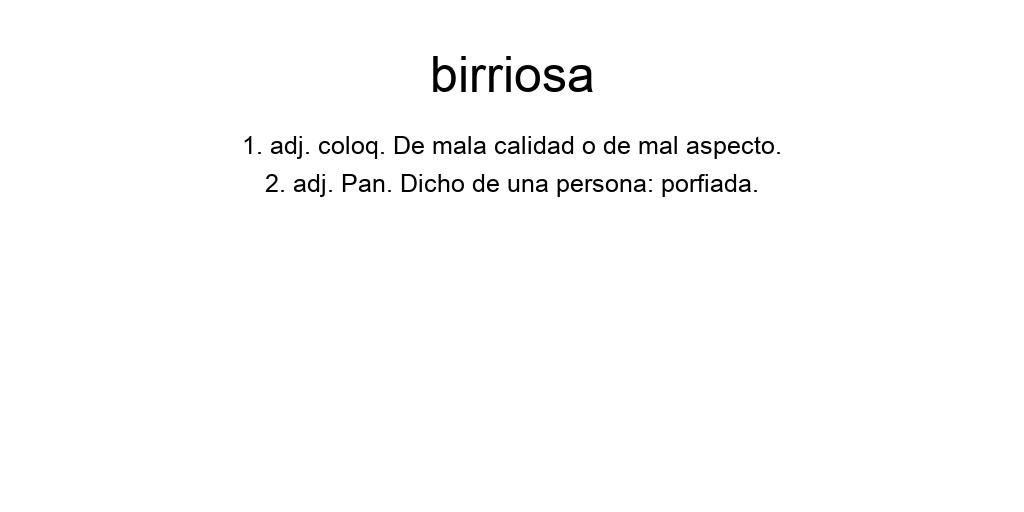 birriosa
1. adj. coloq. De mala calidad o de mal aspecto.
2. adj. Pan. Dicho de una persona: porfiada.